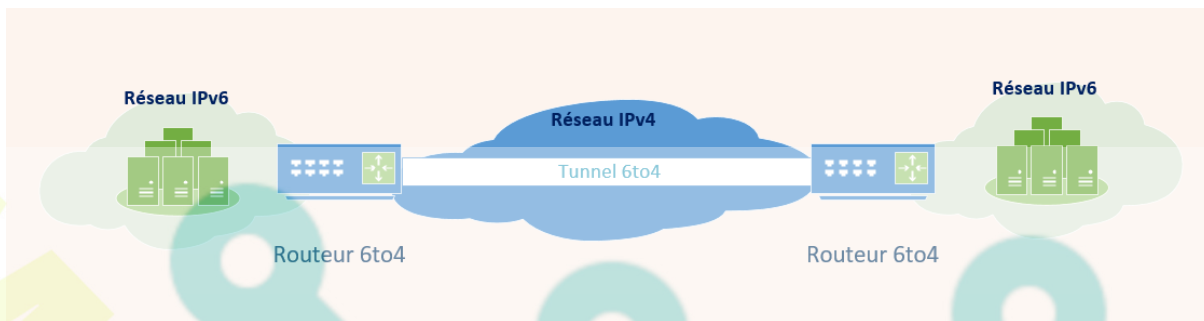 Réseau IPv6
Réseau IPv6
Réseau IPv4
Tunnel 6to4
Routeur 6to4
Routeur 6to4